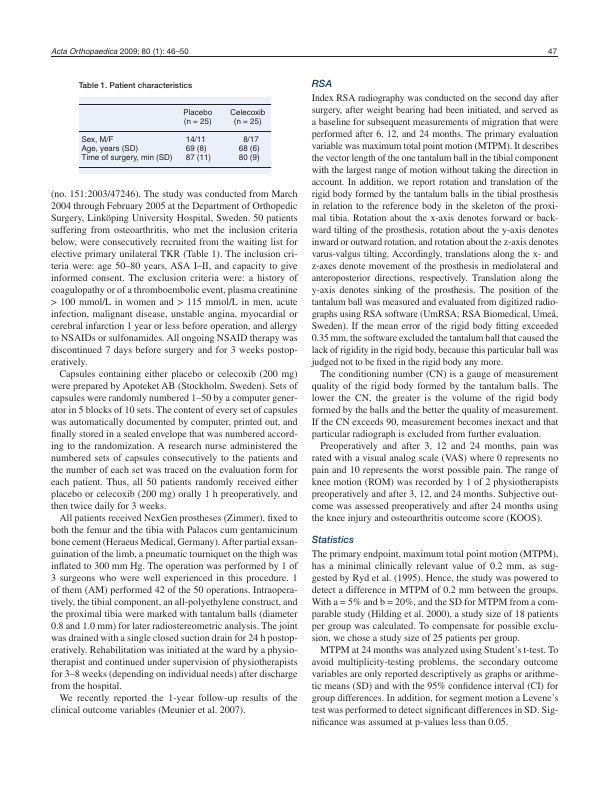 Acta Orthopaedica 2009; 80 (1): 46–50
47
Table 1. Patient characteristics
Placebo Celecoxib
(n = 25) (n = 25)
Sex, M/F 14/11 8/17
Age, years (SD) 69 (8) 68 (6)
Time of surgery, min (SD) 87 (11) 80 (9)
(no. 151:2003/47246). The study was conducted from March
2004 through February 2005 at the Department of Orthopedic
Surgery, Linköping University Hospital, Sweden. 50 patients
suffering from osteoarthritis, who met the inclusion criteria
below, were consecutively recruited from the waiting list for
elective primary unilateral TKR (Table 1). The inclusion cri-
teria were: age 50–80 years, ASA I–II, and capacity to give
informed consent. The exclusion criteria were: a history of
coagulopathy or of a thromboembolic event, plasma creatinine
> 100 mmol/L in women and > 115 mmol/L in men, acute
infection, malignant disease, unstable angina, myocardial or
cerebral infarction 1 year or less before operation, and allergy
to NSAIDs or sulfonamides. All ongoing NSAID therapy was
discontinued 7 days before surgery and for 3 weeks postop-
eratively.
Capsules containing either placebo or celecoxib (200 mg)
were prepared by Apoteket AB (Stockholm, Sweden). Sets of
capsules were randomly numbered 1–50 by a computer gener-
ator in 5 blocks of 10 sets. The content of every set of capsules
was automatically documented by computer, printed out, and
finally stored in a sealed envelope that was numbered accord-
ing to the randomization. A research nurse administered the
numbered sets of capsules consecutively to the patients and
the number of each set was traced on the evaluation form for
each patient. Thus, all 50 patients randomly received either
placebo or celecoxib (200 mg) orally 1 h preoperatively, and
then twice daily for 3 weeks.
All patients received NexGen prostheses (Zimmer), fixed to
both the femur and the tibia with Palacos cum gentamicinum
bone cement (Heraeus Medical, Germany). After partial exsan-
guination of the limb, a pneumatic tourniquet on the thigh was
inflated to 300 mm Hg. The operation was performed by 1 of
3 surgeons who were well experienced in this procedure. 1
of them (AM) performed 42 of the 50 operations. Intraopera-
tively, the tibial component, an all-polyethylene construct, and
the proximal tibia were marked with tantalum balls (diameter
0.8 and 1.0 mm) for later radiostereometric analysis. The joint
was drained with a single closed suction drain for 24 h postop-
eratively. Rehabilitation was initiated at the ward by a physio-
therapist and continued under supervision of physiotherapists
for 3–8 weeks (depending on individual needs) after discharge
from the hospital.
We recently reported the 1-year follow-up results of the
clinical outcome variables (Meunier et al. 2007).
RSA
Index RSA radiography was conducted on the second day after
surgery, after weight bearing had been initiated, and served as
a baseline for subsequent measurements of migration that were
performed after 6, 12, and 24 months. The primary evaluation
variable was maximum total point motion (MTPM). It describes
the vector length of the one tantalum ball in the tibial component
with the largest range of motion without taking the direction in
account. In addition, we report rotation and translation of the
rigid body formed by the tantalum balls in the tibial prosthesis
in relation to the reference body in the skeleton of the proxi-
mal tibia. Rotation about the x-axis denotes forward or back-
ward tilting of the prosthesis, rotation about the y-axis denotes
inward or outward rotation, and rotation about the z-axis denotes
varus-valgus tilting. Accordingly, translations along the x- and
z-axes denote movement of the prosthesis in mediolateral and
anteroposterior directions, respectively. Translation along the
y-axis denotes sinking of the prosthesis. The position of the
tantalum ball was measured and evaluated from digitized radio-
graphs using RSA software (UmRSA; RSA Biomedical, Umeå,
Sweden). If the mean error of the rigid body fitting exceeded
0.35 mm, the software excluded the tantalum ball that caused the
lack of rigidity in the rigid body, because this particular ball was
judged not to be fixed in the rigid body any more.
The conditioning number (CN) is a gauge of measurement
quality of the rigid body formed by the tantalum balls. The
lower the CN, the greater is the volume of the rigid body
formed by the balls and the better the quality of measurement.
If the CN exceeds 90, measurement becomes inexact and that
particular radiograph is excluded from further evaluation.
Preoperatively and after 3, 12 and 24 months, pain was
rated with a visual analog scale (VAS) where 0 represents no
pain and 10 represents the worst possible pain. The range of
knee motion (ROM) was recorded by 1 of 2 physiotherapists
preoperatively and after 3, 12, and 24 months. Subjective out-
come was assessed preoperatively and after 24 months using
the knee injury and osteoarthritis outcome score (KOOS).
Statistics
The primary endpoint, maximum total point motion (MTPM),
has a minimal clinically relevant value of 0.2 mm, as sug-
gested by Ryd et al. (1995). Hence, the study was powered to
detect a difference in MTPM of 0.2 mm between the groups.
With a = 5% and b = 20%, and the SD for MTPM from a com-
parable study (Hilding et al. 2000), a study size of 18 patients
per group was calculated. To compensate for possible exclu-
sion, we chose a study size of 25 patients per group.
MTPM at 24 months was analyzed using Student's t-test. To
avoid multiplicity-testing problems, the secondary outcome
variables are only reported descriptively as graphs or arithme-
tic means (SD) and with the 95% confidence interval (CI) for
group differences. In addition, for segment motion a Levene's
test was performed to detect significant differences in SD. Sig-
nificance was assumed at p-values less than 0.05.